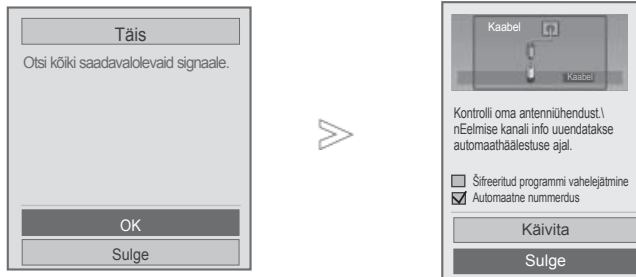 Täis
Otsi kõiki saadavalolevaid signaale.
OK
Sulge
Kaabel
Kaabel
Kontrolli oma antenniühendust.\
nEelmise kanali info uuendatakse
automaathäälestuse ajal.
Šifreeritud programmi vahelejätmine
Automaatne nummerdus
Käivita
Sulge